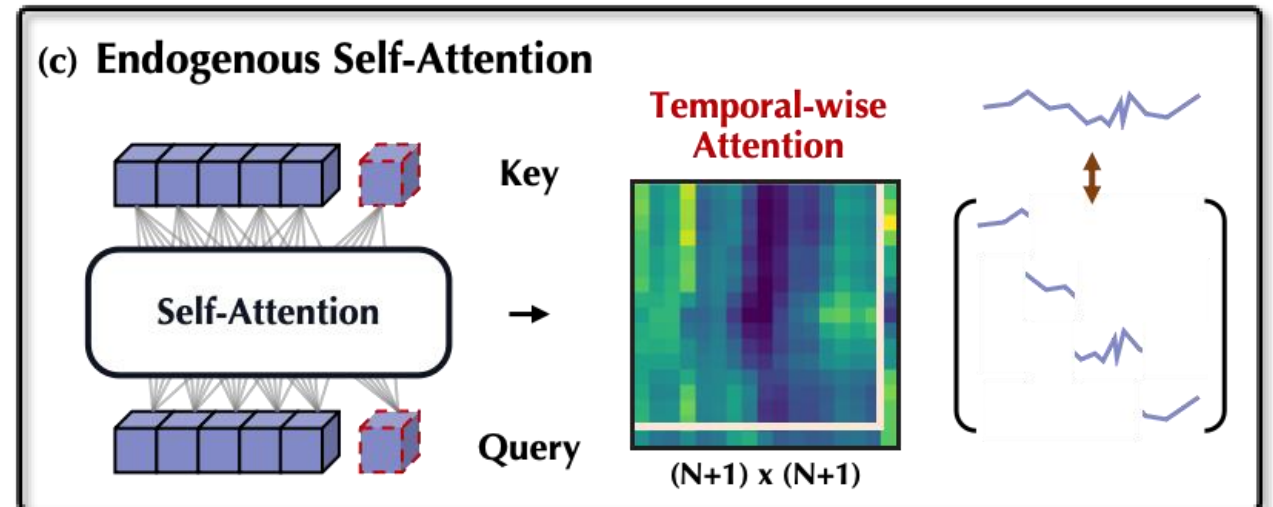 (c) Endogenous Self-Attention
Temporal-wise
Attention
Key
Self-Attention
Query
(N+1) x (N+1)